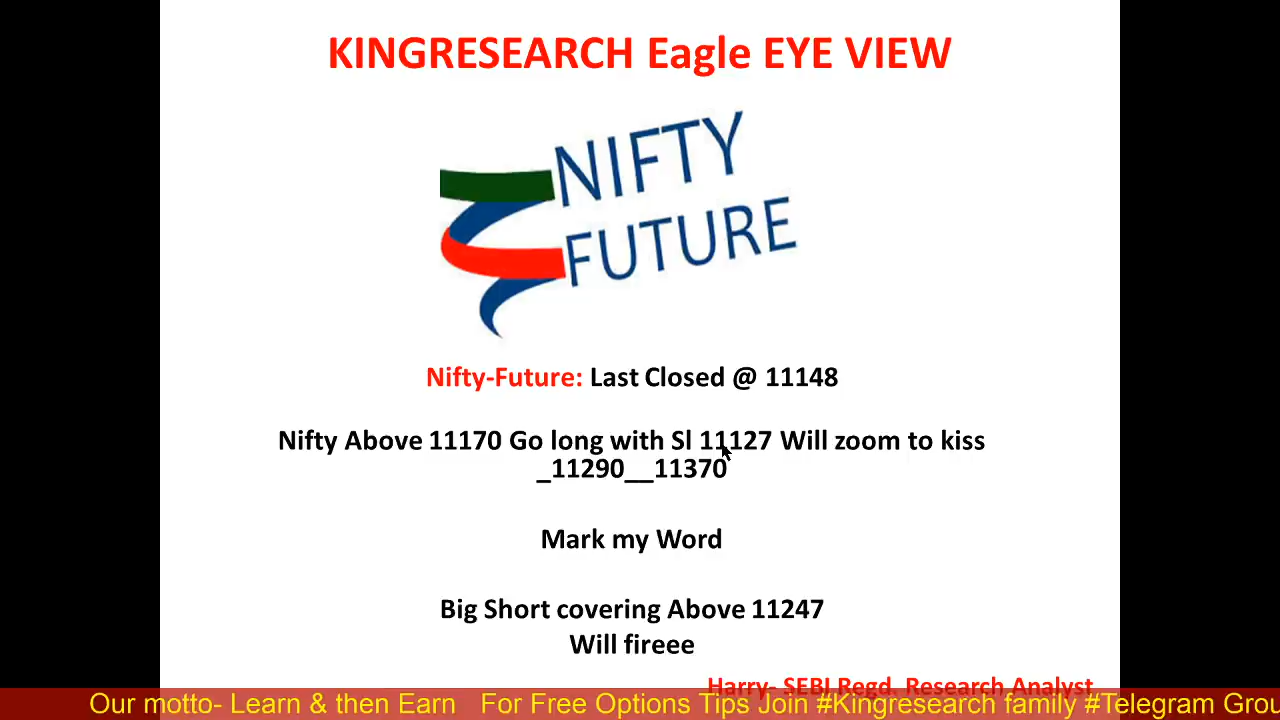 KINGRESEARCH Eagle EYE VIEW
NIFTY
FUTURE
Nifty-Future: Last Closed @ 11148
Nifty Above 11170 Go long with Sl 11127 Will zoom to kiss
_11290__11370
Mark my Word
Big Short covering Above 11247
Will fireee
Harry- SEBI Regd. Research Analyst
Our motto- Learn & then Earn For Free Options Tips Join #Kingresearch family #Telegram Grou